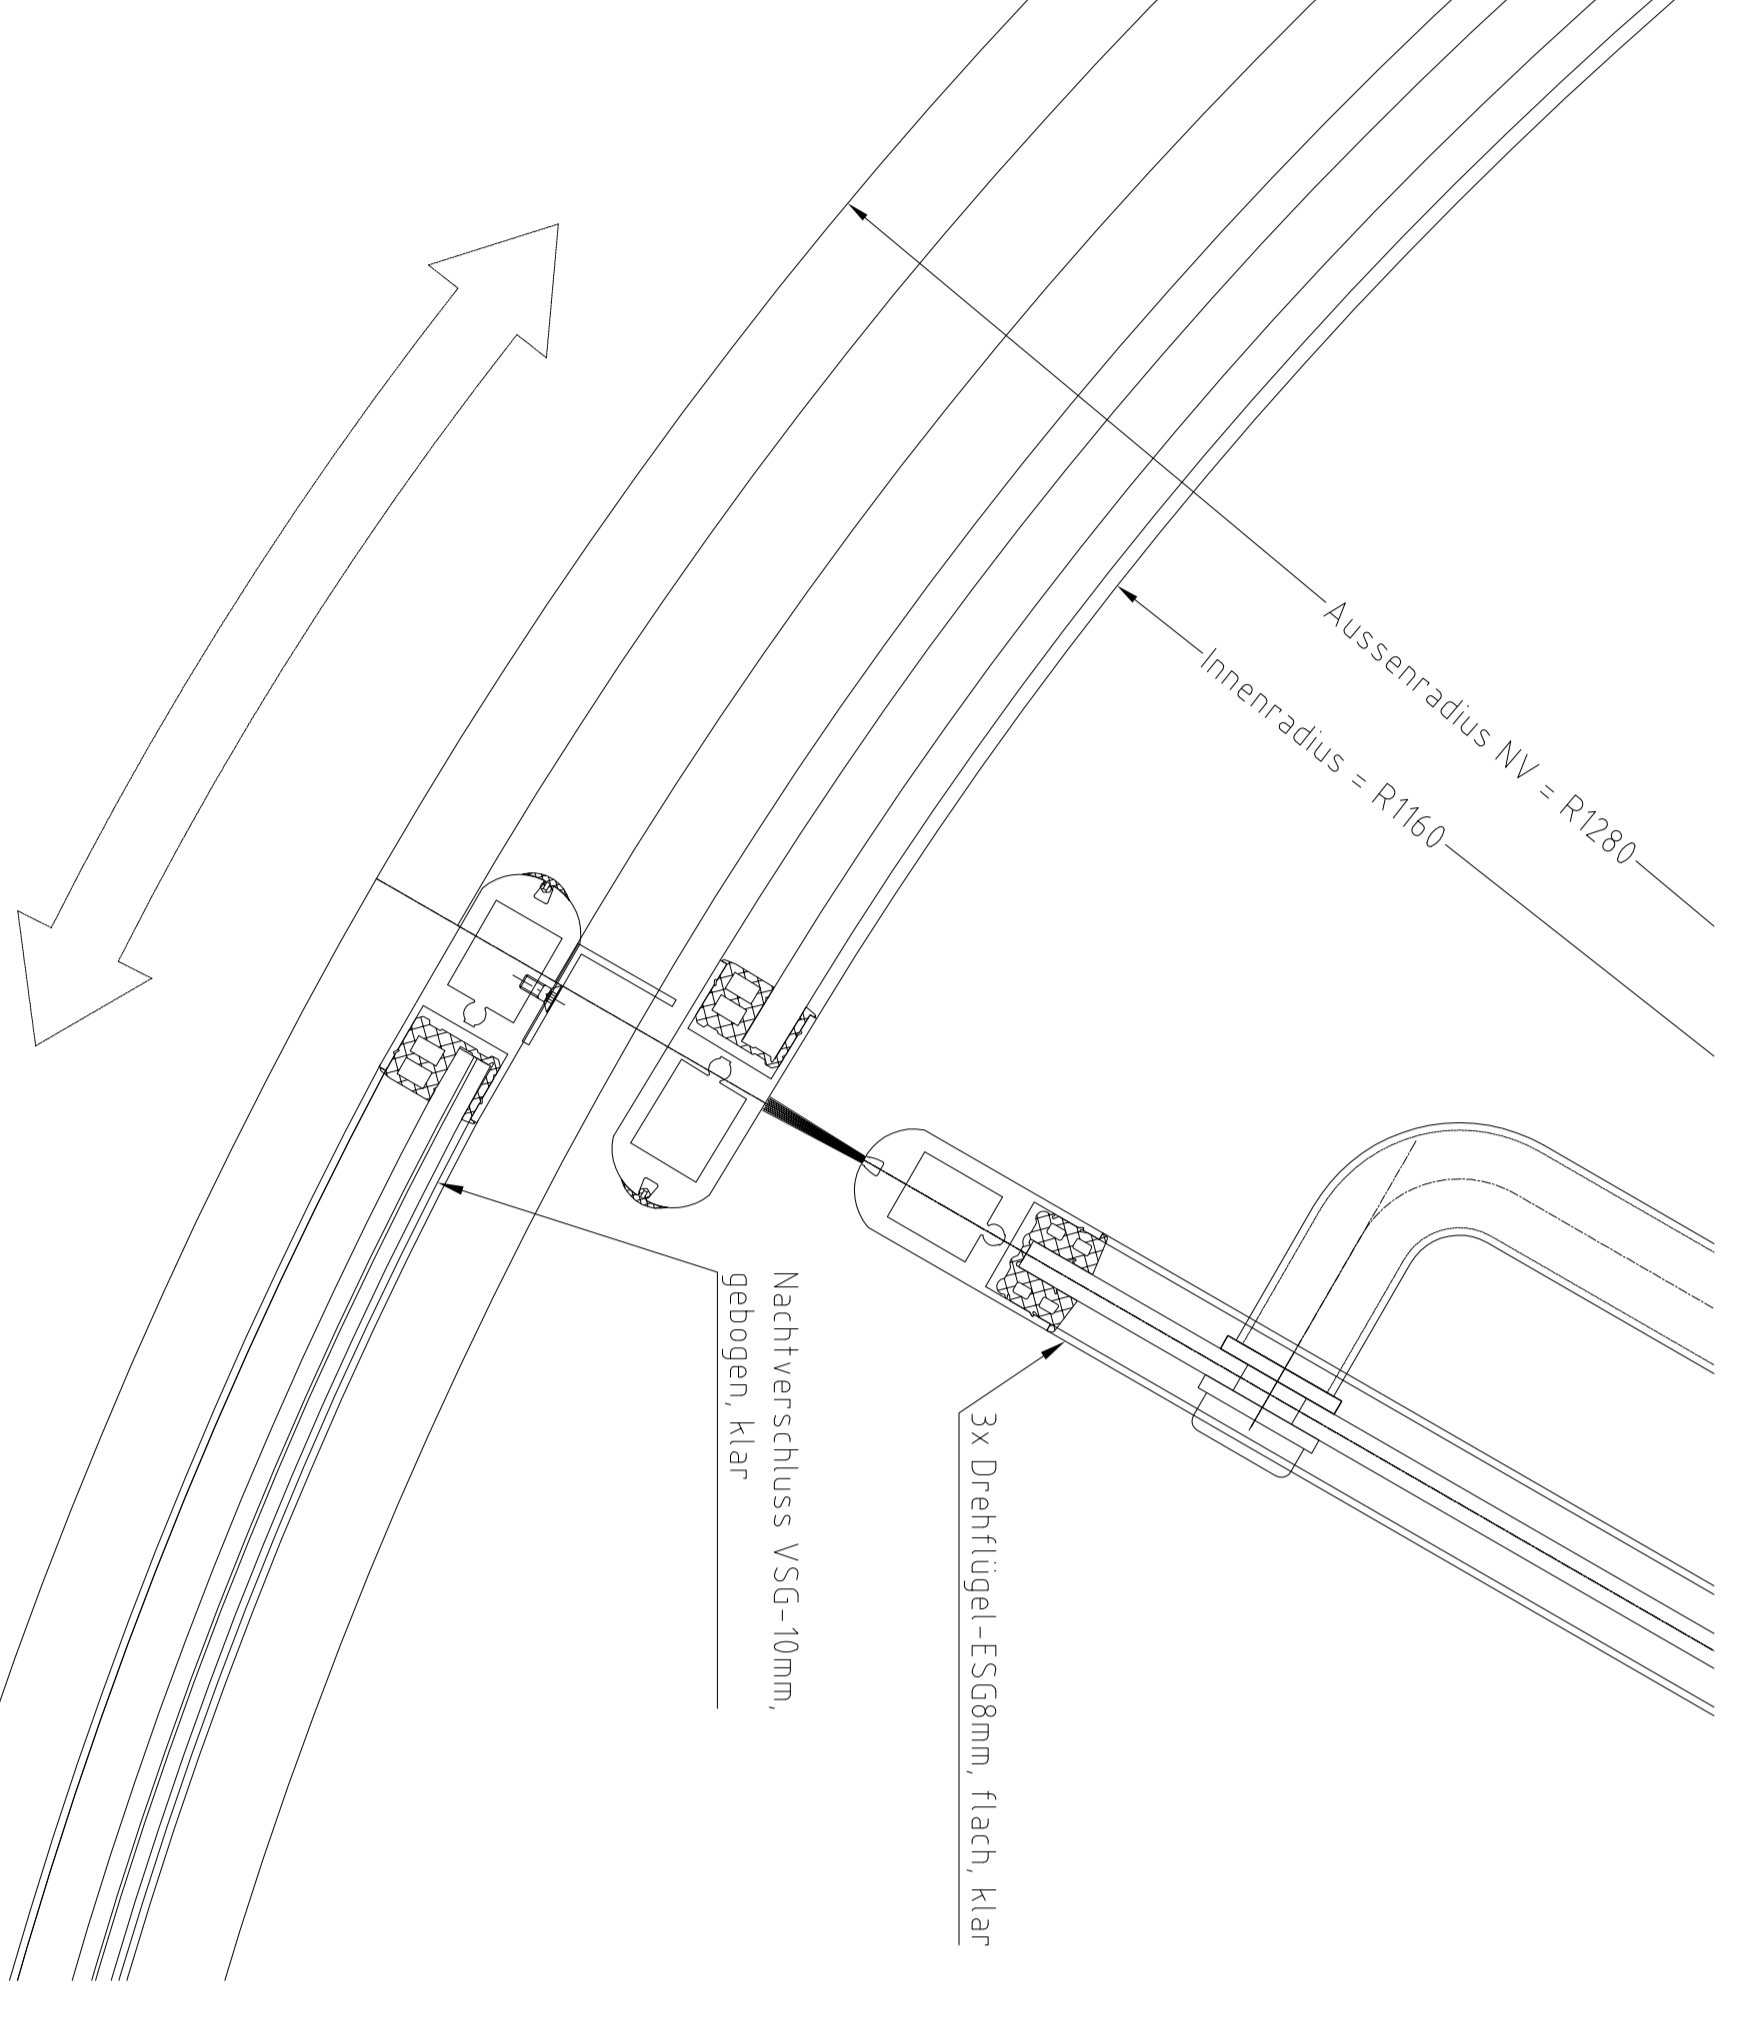 Aussenradius NV = R1280
Innenradius = R1160
Nachtverschluss VSG-10mm,
gebogen, klar
3x Drehflügel-ESG8mm, flach, klar